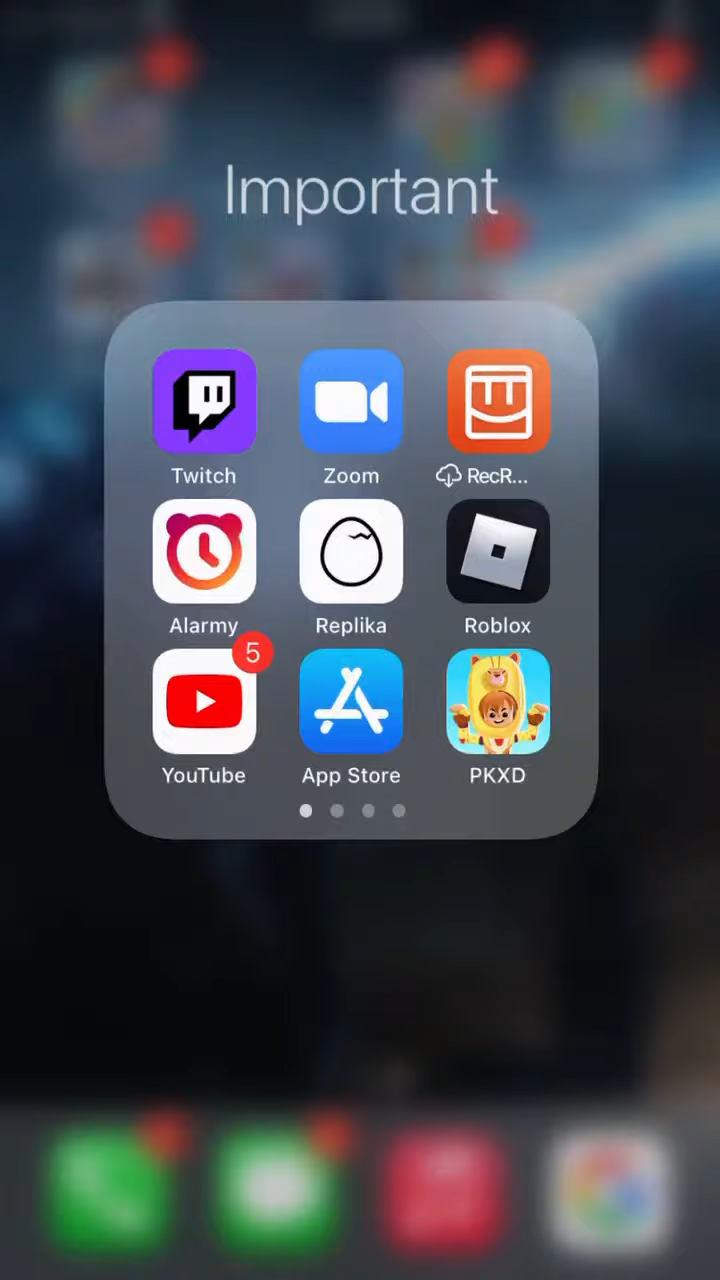 Important
Twitch Zoom RecR...
Alarmy Replika Roblox
5
YouTube App Store PKXD